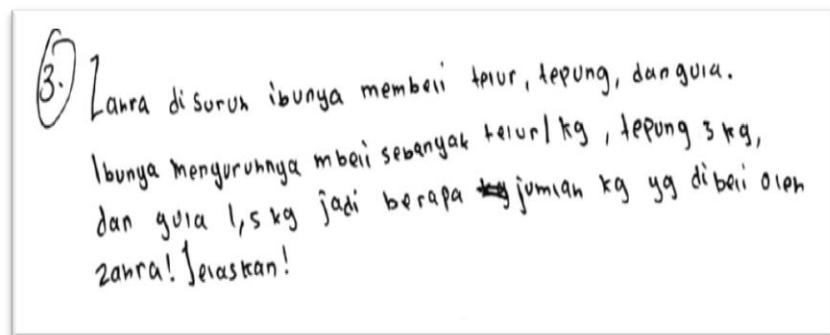 3. Zahra di suruh ibunya membeli telur, tepung, dan gula.
Ibunya menyuruhnya mbeli sebanyak telur 1 kg, tepung 3 kg,
dan gula 1,5 kg jadi berapa jumlah kg yg di beli oleh
zahra! Jelaskan!